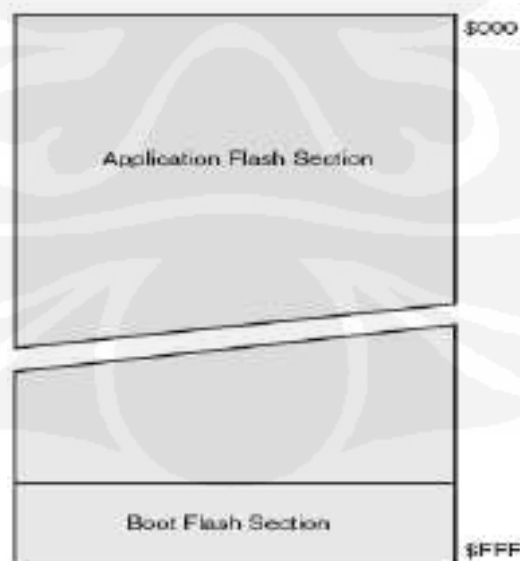 $000
Application Flash Section
Boot Flash Section
$FFF